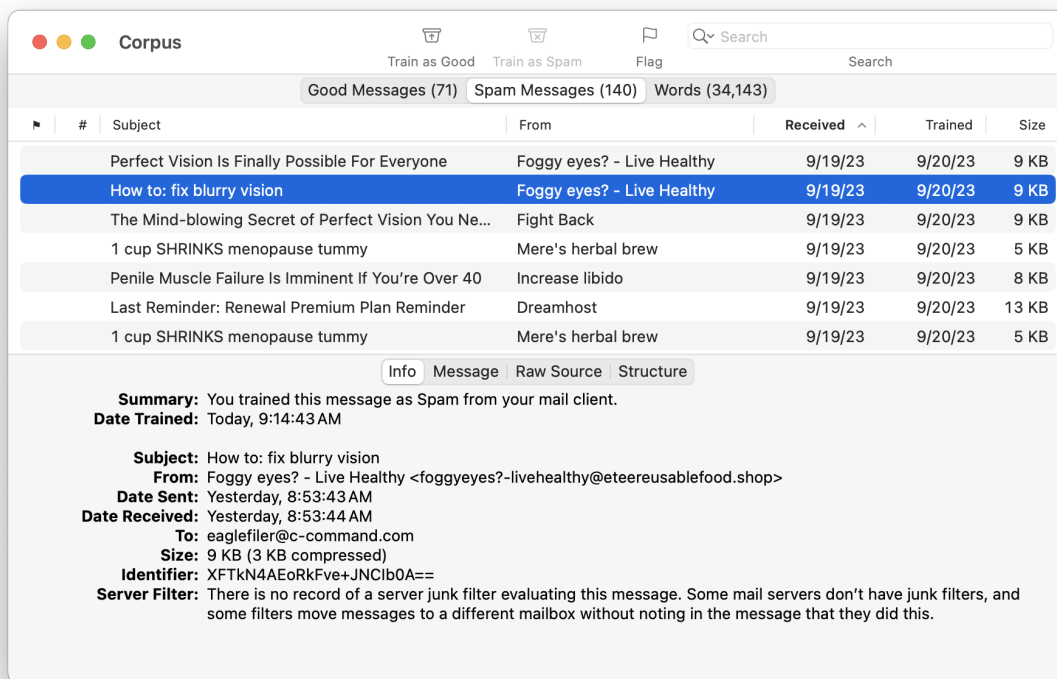 Corpus
Train as Good Train as Spam Flag Search
Search
Good Messages (71) Spam Messages (140) Words (34,143)
# Subject From Received Trained Size
Perfect Vision Is Finally Possible For Everyone Foggy eyes? - Live Healthy 9/19/23 9/20/23 9 KB
How to: fix blurry vision Foggy eyes? - Live Healthy 9/19/23 9/20/23 9 KB
The Mind-blowing Secret of Perfect Vision You Ne... Fight Back 9/19/23 9/20/23 9 KB
1 cup SHRINKS menopause tummy Mere's herbal brew 9/19/23 9/20/23 5 KB
Penile Muscle Failure Is Imminent If You’re Over 40 Increase libido 9/19/23 9/20/23 8 KB
Last Reminder: Renewal Premium Plan Reminder Dreamhost 9/19/23 9/20/23 13 KB
1 cup SHRINKS menopause tummy Mere's herbal brew 9/19/23 9/20/23 5 KB
Info Message Raw Source Structure
Summary: You trained this message as Spam from your mail client.
Date Trained: Today, 9:14:43 AM
Subject: How to: fix blurry vision
From: Foggy eyes? - Live Healthy <foggyeyes?-livehealthy@eteereusablefood.shop>
Date Sent: Yesterday, 8:53:43 AM
Date Received: Yesterday, 8:53:44 AM
To: eaglefiler@c-command.com
Size: 9 KB (3 KB compressed)
Identifier: XFTkN4AEoRkFve+JNCIb0A==
Server Filter: There is no record of a server junk filter evaluating this message. Some mail servers don’t have junk filters, and
some filters move messages to a different mailbox without noting in the message that they did this.